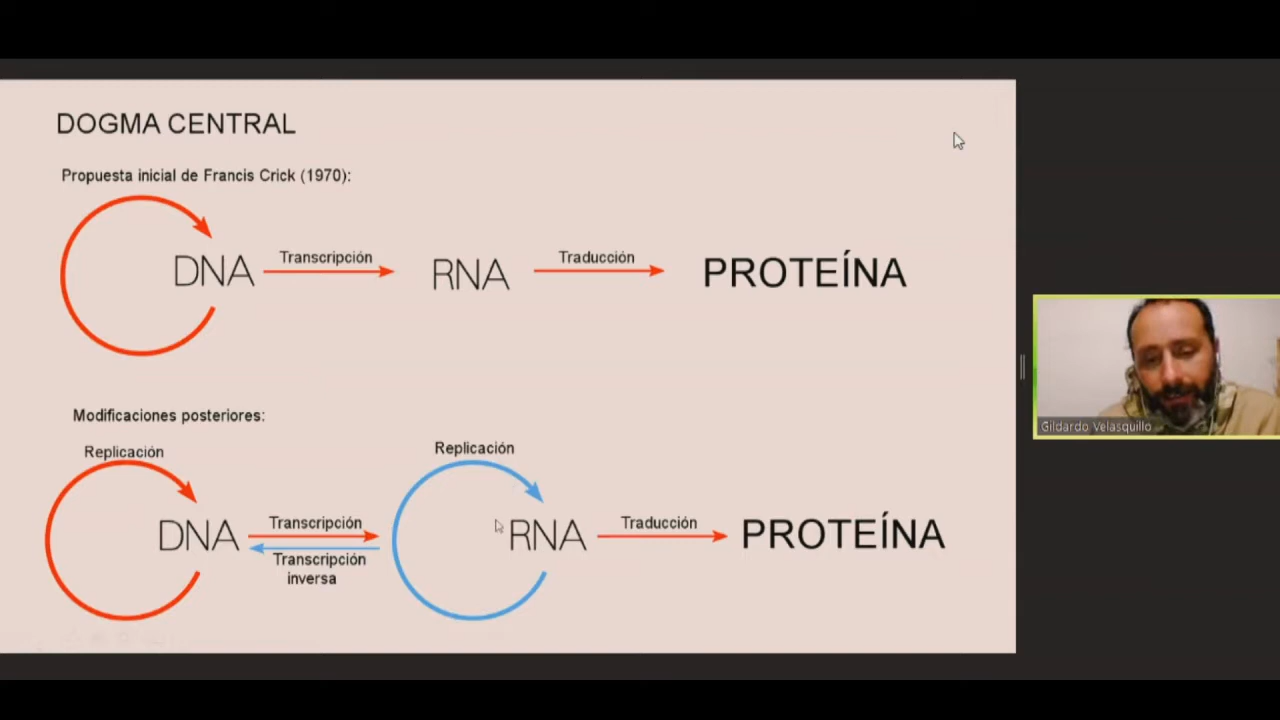 DOGMA CENTRAL
Propuesta inicial de Francis Crick (1970):
DNA
Transcripción
RNA
Traducción
PROTEÍNA
Modificaciones posteriores:
Replicación
DNA
Transcripción
Transcripción
inversa
Replicación
RNA
Traducción
PROTEÍNA
Gildardo Velasquillo